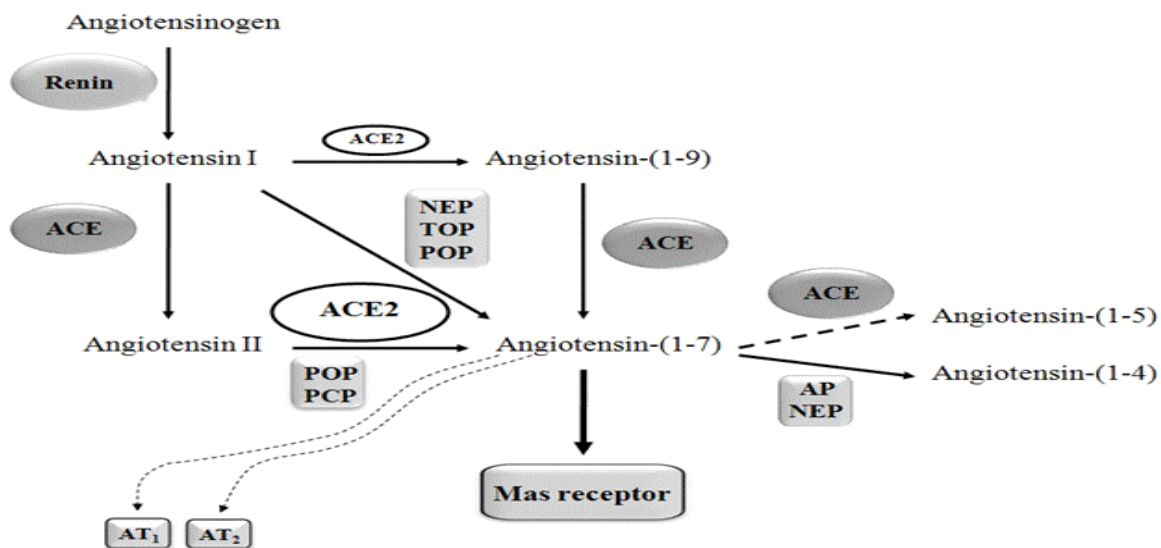 Angiotensinogen
Renin
Angiotensin I
ACE2
Angiotensin-(1-9)
ACE
NEP
TOP
POP
ACE
ACE2
ACE
Angiotensin-(1-5)
Angiotensin II
Angiotensin-(1-7)
POP
PCP
Angiotensin-(1-4)
AP
NEP
Mas receptor
AT₁
AT₂